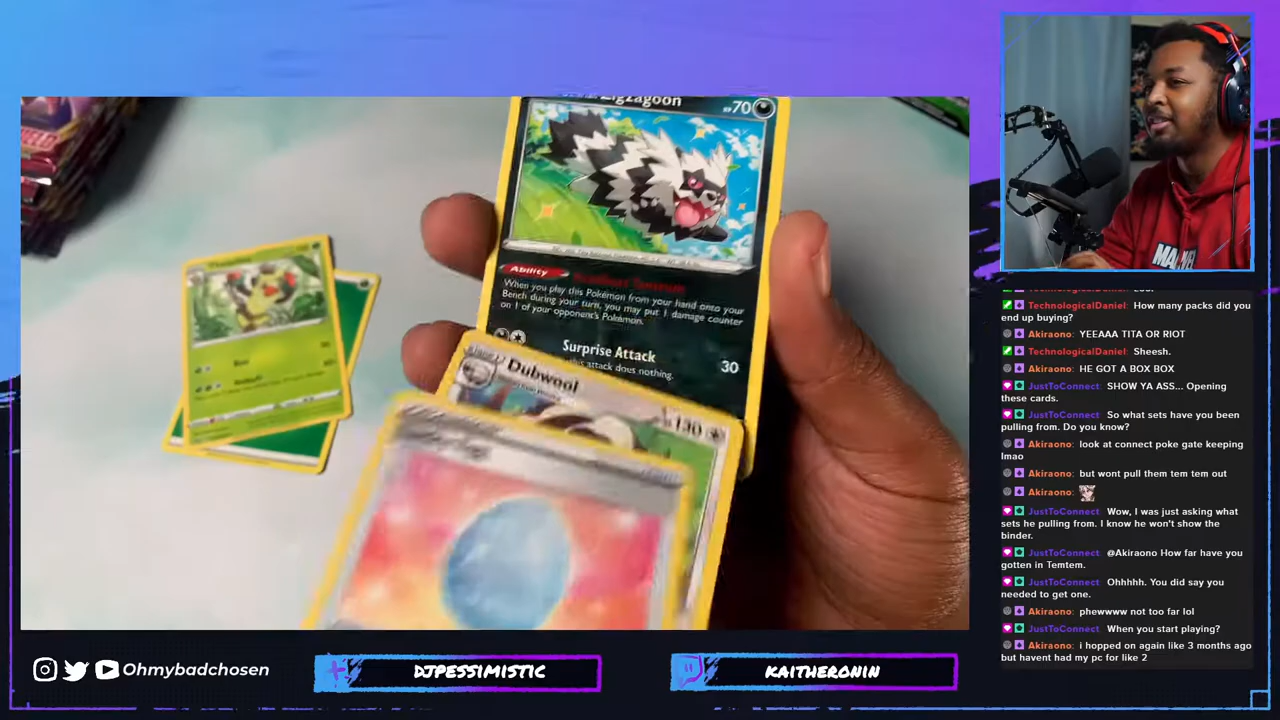 Zigzagoon
70
Ability
When you play this Pokémon from your hand onto your
Bench during your turn, you may put 1 damage counter
on 1 of your opponent's Pokémon.
Surprise Attack
30
this attack does nothing.
Dubwool
130
MARVEL
TechnologicalDaniel: How many packs did you
end up buying?
Akiraono: YEEAAA TITA OR RIOT
TechnologicalDaniel: Sheesh.
Akiraono: HE GOT A BOX BOX
JustToConnect: SHOW YA ASS... Opening
these cards.
JustToConnect: So what sets have you been
pulling from. Do you know?
Akiraono: look at connect poke gate keeping
lmao
Akiraono: but wont pull them tem tem out
Akiraono:
JustToConnect: Wow, I was just asking what
sets he pulling from. I know he won't show the
binder.
JustToConnect: @Akiraono How far have you
gotten in Temtem.
JustToConnect: Ohhhhh. You did say you
needed to get one.
Akiraono: phewwww not too far lol
JustToConnect: When you start playing?
Akiraono: i hopped on again like 3 months ago
but havent had my pc for like 2
Ohmybadchosen
DJPESSIMISTIC
KAITHERONIN